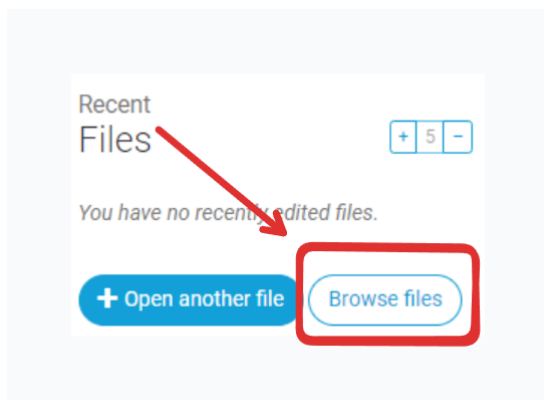 Recent
Files
+ 5 −
You have no recently edited files.
+ Open another file
Browse files